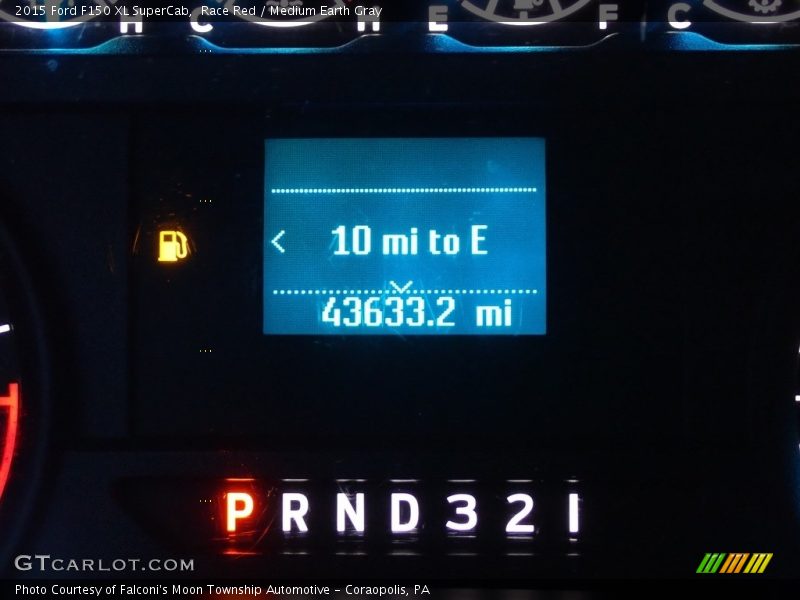 2015 Ford F150 XL SuperCab,  Race Red / Medium Earth Gray
H C H E F C
< 10 mi to E
43633.2 mi
P R N D 3 2 1
GTCARLOT.COM
Photo Courtesy of Falconi's Moon Township Automotive - Coraopolis, PA